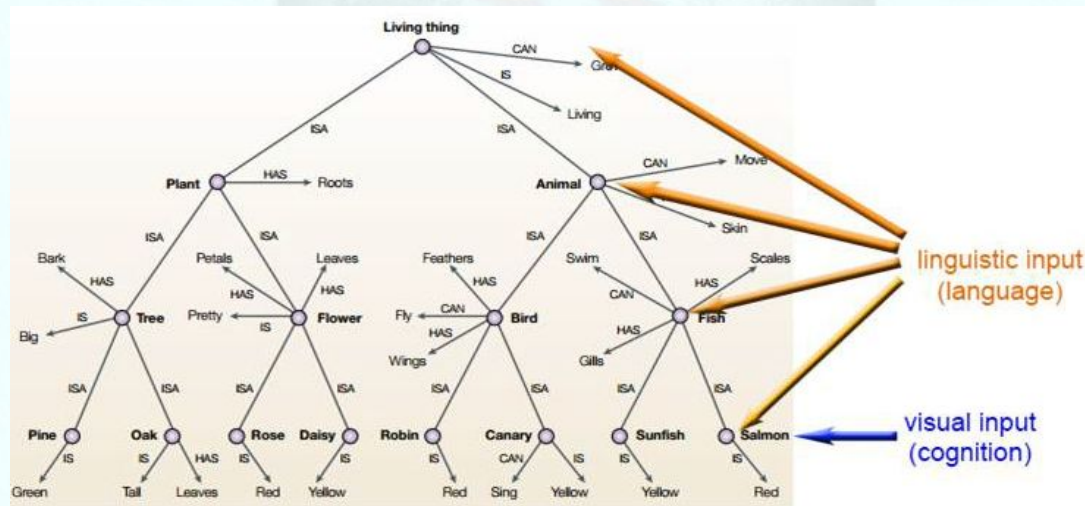 Living thing
CAN
IS
Living
ISA
ISA
Plant
HAS
Roots
Animal
CAN
Move
Skin
ISA
ISA
ISA
ISA
Bark
HAS
IS
Big
Tree
Petals
HAS
Leaves
HAS
Pretty
IS
Flower
Feathers
HAS
Fly
CAN
HAS
Wings
Bird
Swim
CAN
HAS
Scales
HAS
Gills
Fish
linguistic input
(language)
ISA
ISA
ISA
ISA
ISA
ISA
ISA
ISA
Pine
Oak
Rose
Daisy
Robin
Canary
Sunfish
Salmon
visual input
(cognition)
IS
IS
HAS
IS
IS
IS
CAN
IS
IS
IS
Green
Tall
Leaves
Red
Yellow
Red
Sing
Yellow
Yellow
Red